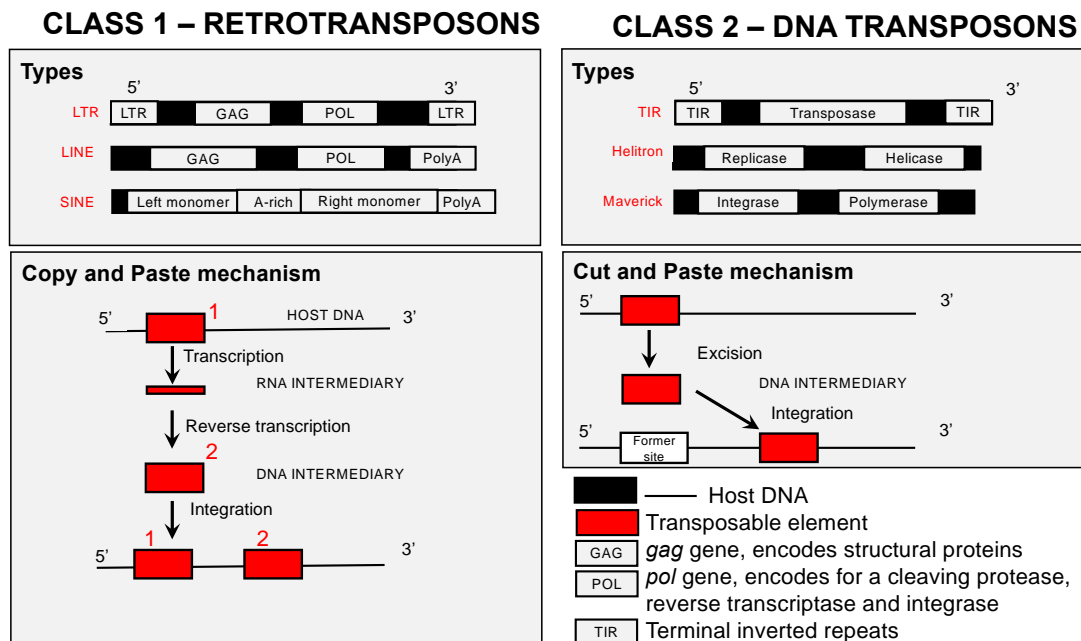 CLASS 1 – RETROTRANSPOSONS
Types
5’ 3’
LTR LTR GAG POL LTR
LINE GAG POL PolyA
SINE Left monomer A-rich Right monomer PolyA
Copy and Paste mechanism
1
5’ HOST DNA 3’
Transcription
RNA INTERMEDIARY
Reverse transcription
2
DNA INTERMEDIARY
Integration
1 2
5’ 3’
CLASS 2 – DNA TRANSPOSONS
Types
5’ 3’
TIR TIR Transposase TIR
Helitron Replicase Helicase
Maverick Integrase Polymerase
Cut and Paste mechanism
5’ 3’
Excision
DNA INTERMEDIARY
Integration
5’ 3’
Former
site
Host DNA
Transposable element
GAG gag gene, encodes structural proteins
POL pol gene, encodes for a cleaving protease,
reverse transcriptase and integrase
TIR Terminal inverted repeats